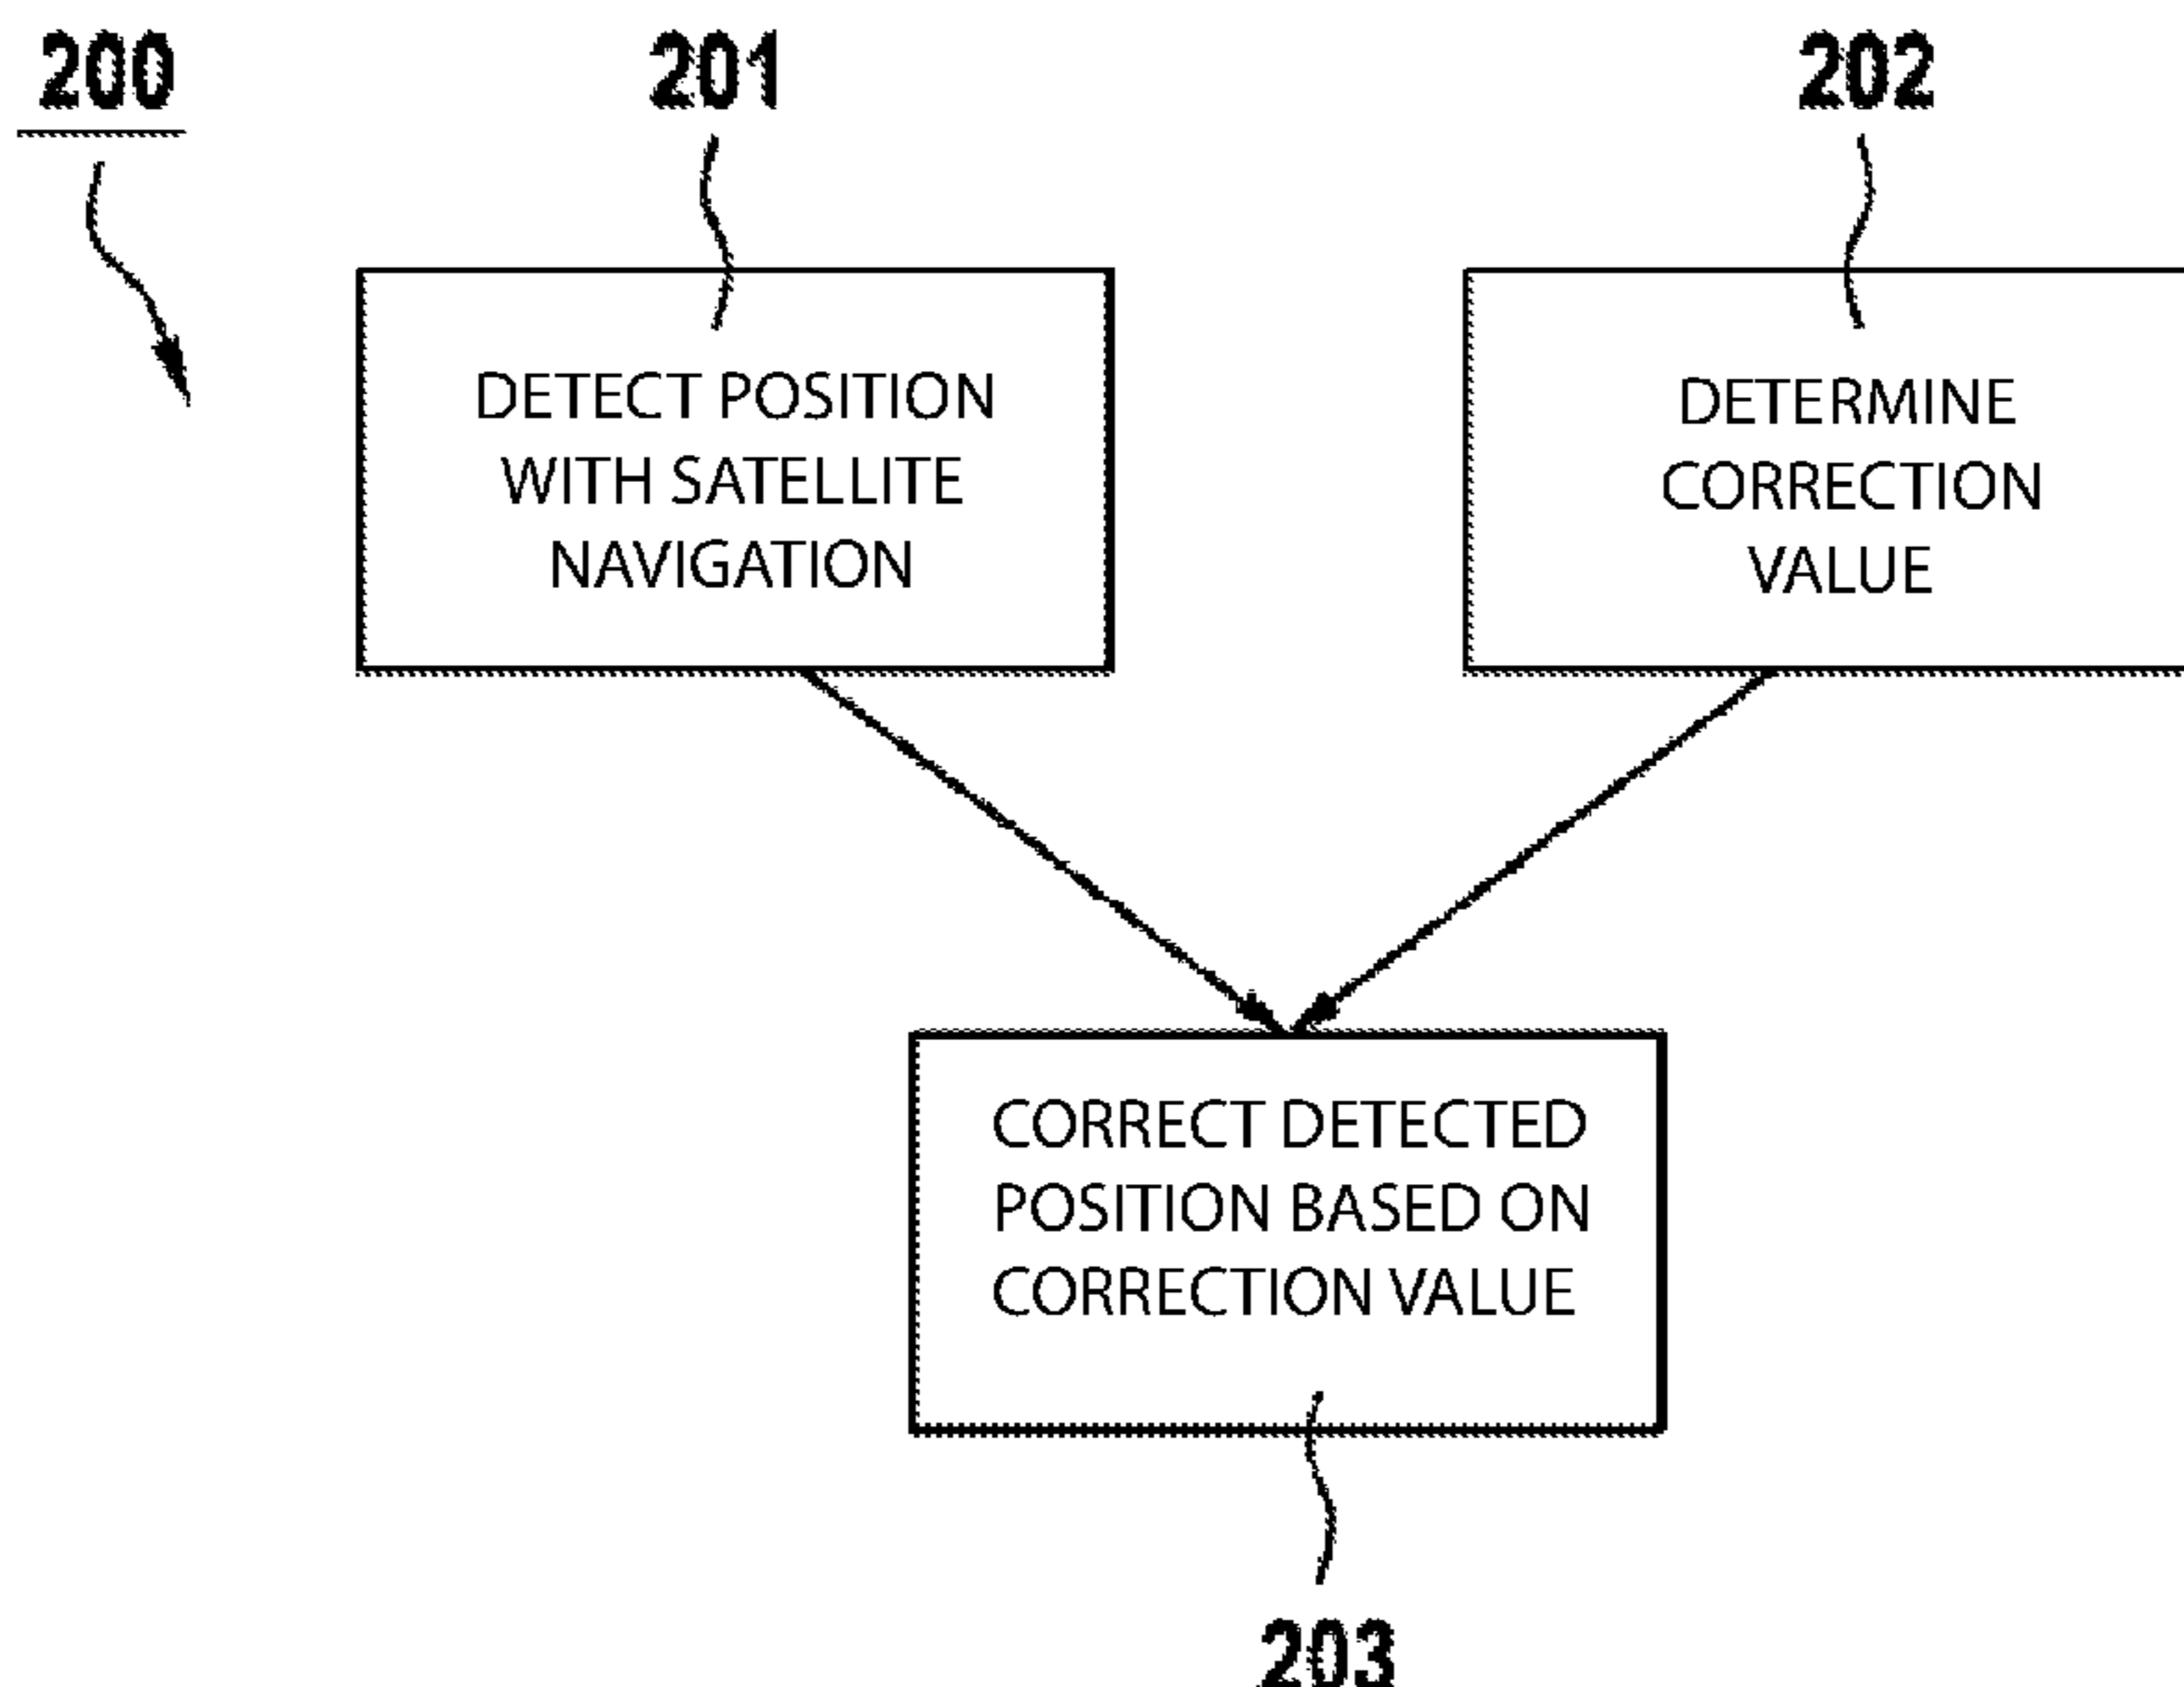 200
201
202
DETECT POSITION
WITH SATELLITE
NAVIGATION
DETERMINE
CORRECTION
VALUE
CORRECT DETECTED
POSITION BASED ON
CORRECTION VALUE
203